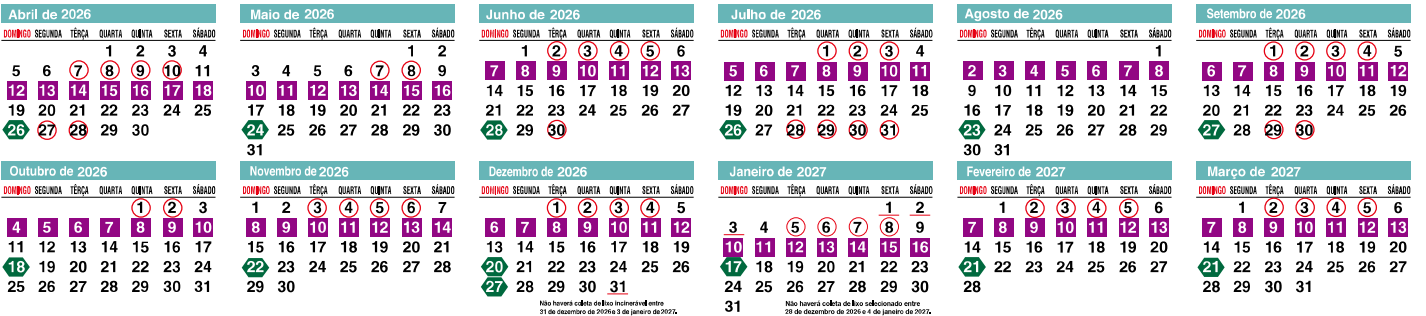 Abril de 2026
DOMINGO SEGUNDA TÊRÇA QUARTA QUINTA SEXTA SÁBADO
1 2 3 4
5 6 7 8 9 10 11
12 13 14 15 16 17 18
19 20 21 22 23 24 25
26 27 28 29 30
Maio de 2026
DOMINGO SEGUNDA TÊRÇA QUARTA QUINTA SEXTA SÁBADO
1 2
3 4 5 6 7 8 9
10 11 12 13 14 15 16
17 18 19 20 21 22 23
24 25 26 27 28 29 30
31
Junho de 2026
DOMINGO SEGUNDA TÊRÇA QUARTA QUINTA SEXTA SÁBADO
1 2 3 4 5 6
7 8 9 10 11 12 13
14 15 16 17 18 19 20
21 22 23 24 25 26 27
28 29 30
Julho de 2026
DOMINGO SEGUNDA TÊRÇA QUARTA QUINTA SEXTA SÁBADO
1 2 3 4
5 6 7 8 9 10 11
12 13 14 15 16 17 18
19 20 21 22 23 24 25
26 27 28 29 30 31
Agosto de 2026
DOMINGO SEGUNDA TÊRÇA QUARTA QUINTA SEXTA SÁBADO
1
2 3 4 5 6 7 8
9 10 11 12 13 14 15
16 17 18 19 20 21 22
23 24 25 26 27 28 29
30 31
Setembro de 2026
DOMINGO SEGUNDA TÊRÇA QUARTA QUINTA SEXTA SÁBADO
1 2 3 4 5
6 7 8 9 10 11 12
13 14 15 16 17 18 19
20 21 22 23 24 25 26
27 28 29 30
Outubro de 2026
DOMINGO SEGUNDA TÊRÇA QUARTA QUINTA SEXTA SÁBADO
1 2 3
4 5 6 7 8 9 10
11 12 13 14 15 16 17
18 19 20 21 22 23 24
25 26 27 28 29 30 31
Novembro de 2026
DOMINGO SEGUNDA TÊRÇA QUARTA QUINTA SEXTA SÁBADO
1 2 3 4 5 6 7
8 9 10 11 12 13 14
15 16 17 18 19 20 21
22 23 24 25 26 27 28
29 30
Dezembro de 2026
DOMINGO SEGUNDA TÊRÇA QUARTA QUINTA SEXTA SÁBADO
1 2 3 4 5
6 7 8 9 10 11 12
13 14 15 16 17 18 19
20 21 22 23 24 25 26
27 28 29 30 31
Não haverá coleta de lixo incinerável entre
31 de dezembro de 2026 e 3 de janeiro de 2027.
Janeiro de 2027
DOMINGO SEGUNDA TÊRÇA QUARTA QUINTA SEXTA SÁBADO
1 2
3 4 5 6 7 8 9
10 11 12 13 14 15 16
17 18 19 20 21 22 23
24 25 26 27 28 29 30
31
Não haverá coleta de lixo selecionado entre
28 de dezembro de 2026 e 4 de janeiro de 2027.
Fevereiro de 2027
DOMINGO SEGUNDA TÊRÇA QUARTA QUINTA SEXTA SÁBADO
1 2 3 4 5 6
7 8 9 10 11 12 13
14 15 16 17 18 19 20
21 22 23 24 25 26 27
28
Março de 2027
DOMINGO SEGUNDA TÊRÇA QUARTA QUINTA SEXTA SÁBADO
1 2 3 4 5 6
7 8 9 10 11 12 13
14 15 16 17 18 19 20
21 22 23 24 25 26 27
28 29 30 31